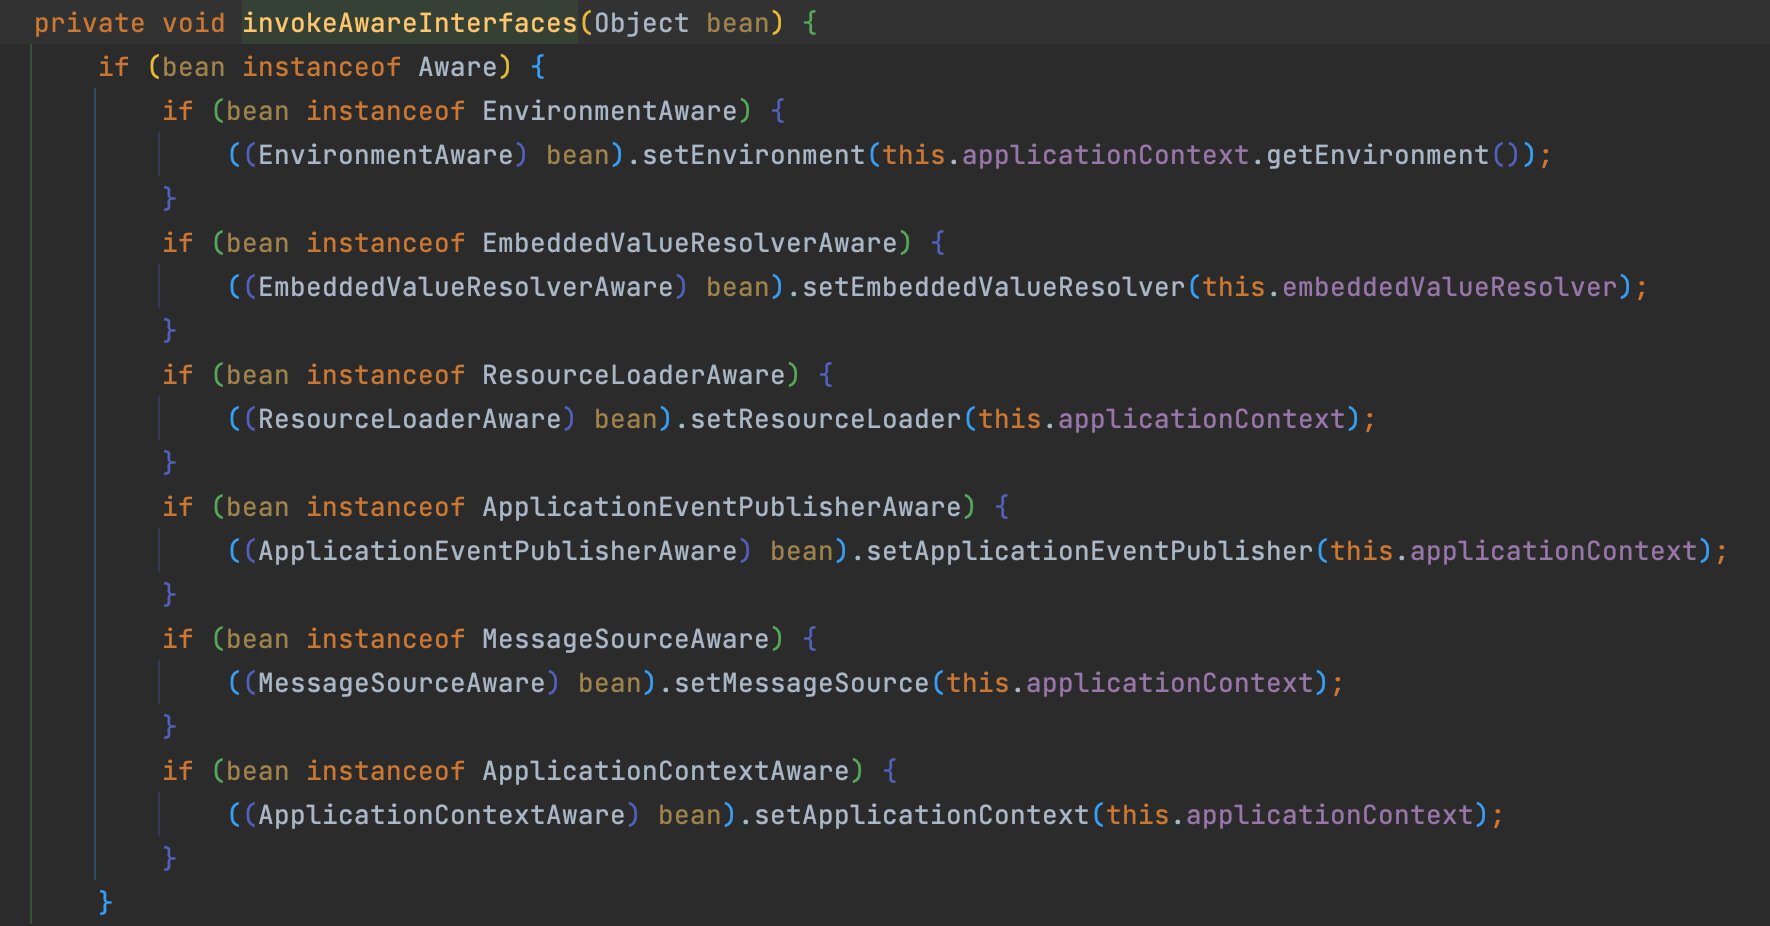 private void invokeAwareInterfaces(Object bean) {
    if (bean instanceof Aware) {
        if (bean instanceof EnvironmentAware) {
            ((EnvironmentAware) bean).setEnvironment(this.applicationContext.getEnvironment());
        }
        if (bean instanceof EmbeddedValueResolverAware) {
            ((EmbeddedValueResolverAware) bean).setEmbeddedValueResolver(this.embeddedValueResolver);
        }
        if (bean instanceof ResourceLoaderAware) {
            ((ResourceLoaderAware) bean).setResourceLoader(this.applicationContext);
        }
        if (bean instanceof ApplicationEventPublisherAware) {
            ((ApplicationEventPublisherAware) bean).setApplicationEventPublisher(this.applicationContext);
        }
        if (bean instanceof MessageSourceAware) {
            ((MessageSourceAware) bean).setMessageSource(this.applicationContext);
        }
        if (bean instanceof ApplicationContextAware) {
            ((ApplicationContextAware) bean).setApplicationContext(this.applicationContext);
        }
    }